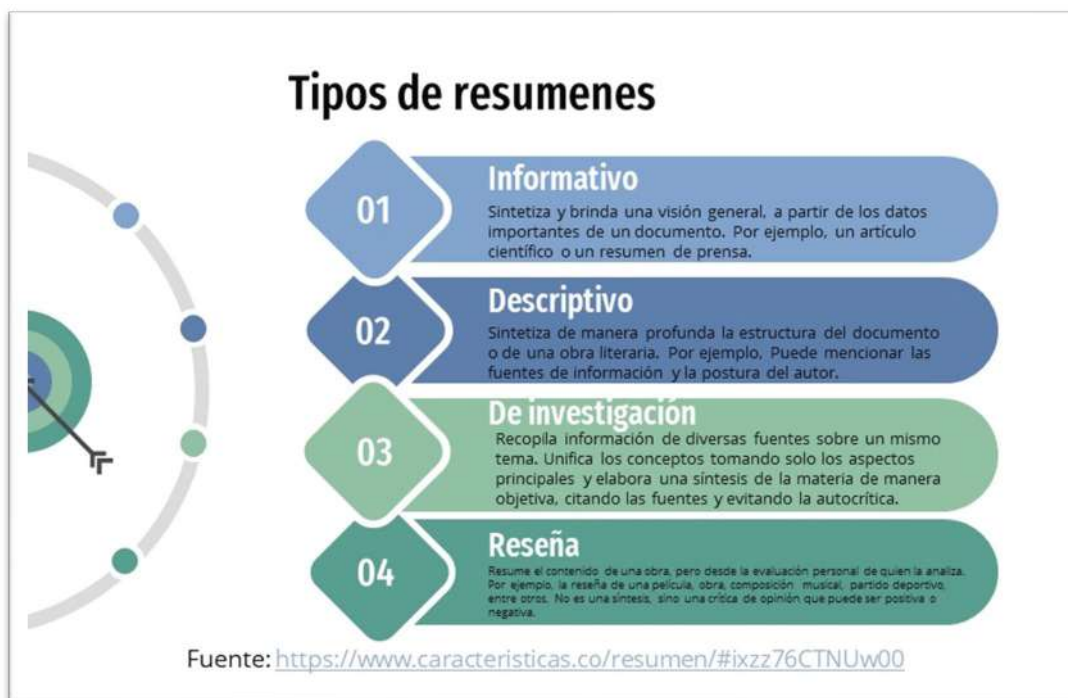 Tipos de resumenes
01
Informativo
Sintetiza y brinda una visión general, a partir de los datos
importantes de un documento. Por ejemplo, un artículo
científico o un resumen de prensa.
02
Descriptivo
Sintetiza de manera profunda la estructura del documento
o de una obra literaria. Por ejemplo, Puede mencionar las
fuentes de información y la postura del autor.
03
De investigación
Recopila información de diversas fuentes sobre un mismo
tema. Unifica los conceptos tomando solo los aspectos
principales y elabora una síntesis de la materia de manera
objetiva, citando las fuentes y evitando la autocrítica.
04
Reseña
Resume el contenido de una obra, pero desde la evaluación personal de quien la analiza.
Por ejemplo, la reseña de una película, obra, composición musical, partido deportivo,
entre otros. No es una síntesis, sino una crítica de opinión que puede ser positiva o
negativa.
Fuente: https://www.caracteristicas.co/resumen/#ixzz76CTNUw00